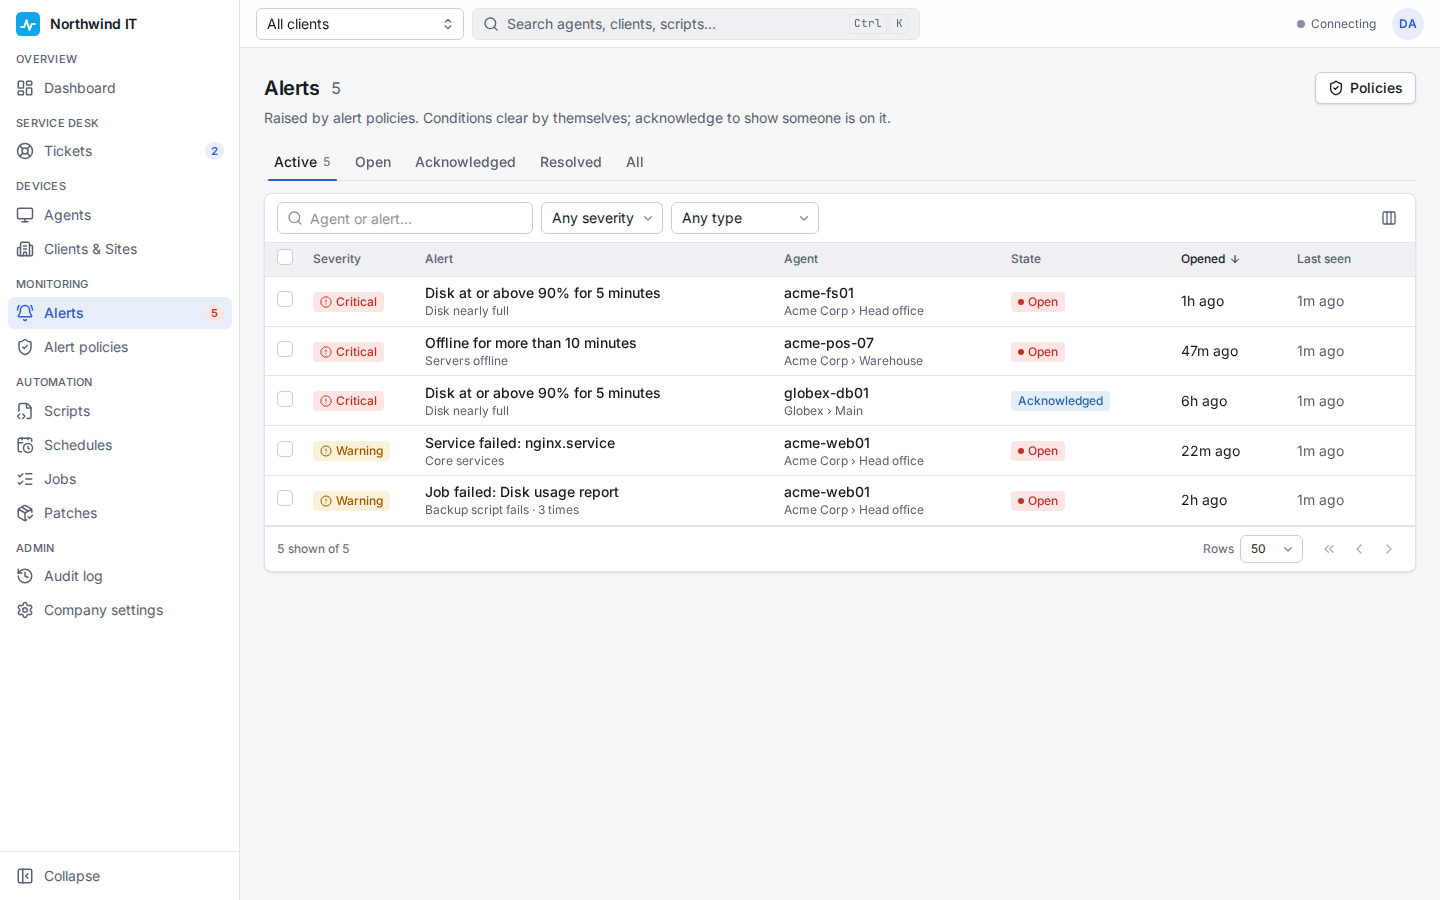 Northwind IT
OVERVIEW
Dashboard
SERVICE DESK
Tickets 2
DEVICES
Agents
Clients & Sites
MONITORING
Alerts 5
Alert policies
AUTOMATION
Scripts
Schedules
Jobs
Patches
ADMIN
Audit log
Company settings
Collapse
All clients
Search agents, clients, scripts...
Ctrl K
Connecting
DA
Alerts 5
Policies
Raised by alert policies. Conditions clear by themselves; acknowledge to show someone is on it.
Active 5 Open Acknowledged Resolved All
Agent or alert...
Any severity
Any type
Severity Alert Agent State Opened Last seen
Critical Disk at or above 90% for 5 minutes acme-fs01 Open 1h ago 1m ago
Disk nearly full Acme Corp › Head office
Critical Offline for more than 10 minutes acme-pos-07 Open 47m ago 1m ago
Servers offline Acme Corp › Warehouse
Critical Disk at or above 90% for 5 minutes globex-db01 Acknowledged 6h ago 1m ago
Disk nearly full Globex › Main
Warning Service failed: nginx.service acme-web01 Open 22m ago 1m ago
Core services Acme Corp › Head office
Warning Job failed: Disk usage report acme-web01 Open 2h ago 1m ago
Backup script fails · 3 times Acme Corp › Head office
5 shown of 5
Rows 50